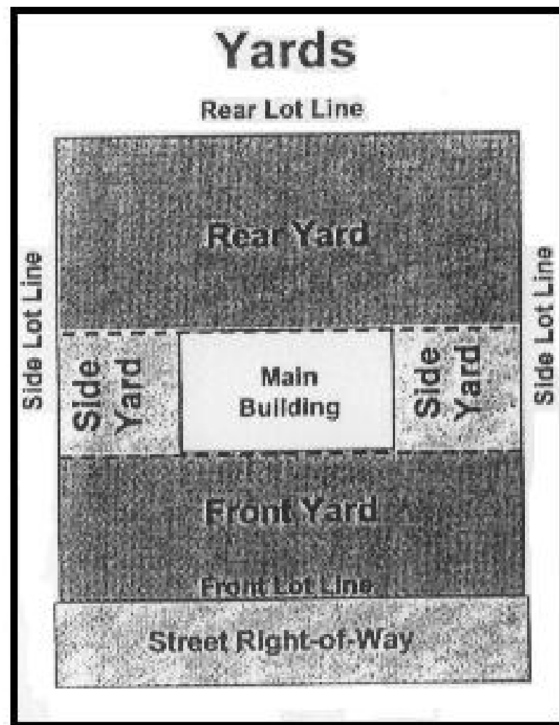 Yards
Rear Lot Line
Rear Yard
Side Lot Line
Side Yard
Main
Building
Side Yard
Side Lot Line
Front Yard
Front Lot Line
Street Right-of-Way